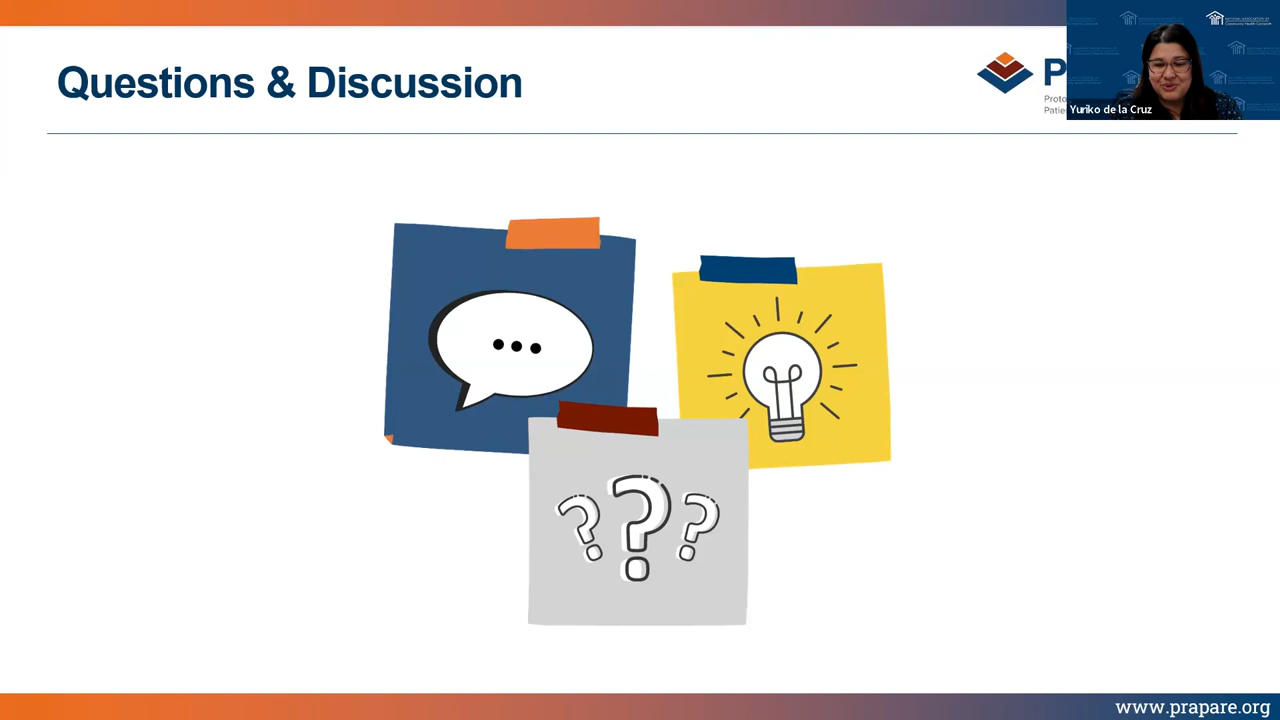 Questions & Discussion
P
Prote
Patie
Yuriko de la Cruz
www.prapare.org